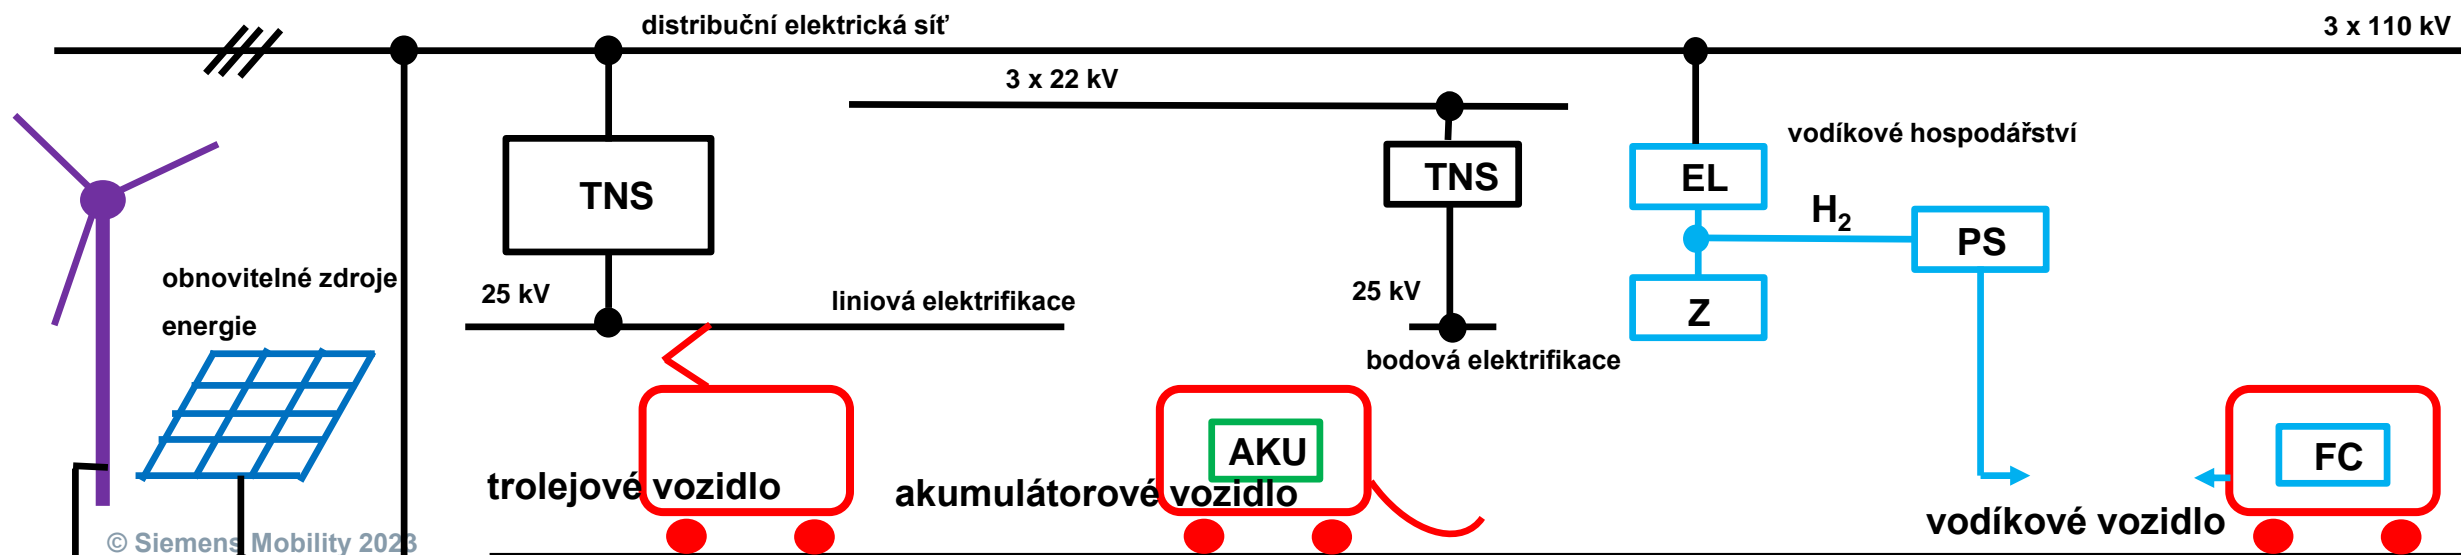 distribuční elektrická síť
3 x 110 kV
3 x 22 kV
vodíkové hospodářství
TNS
TNS
EL
H₂
PS
obnovitelné zdroje
energie
25 kV
liniová elektrifikace
25 kV
Z
bodová elektrifikace
AKU
FC
trolejové vozidlo
akumulátorové vozidlo
vodíkové vozidlo
© Siemens Mobility 2023